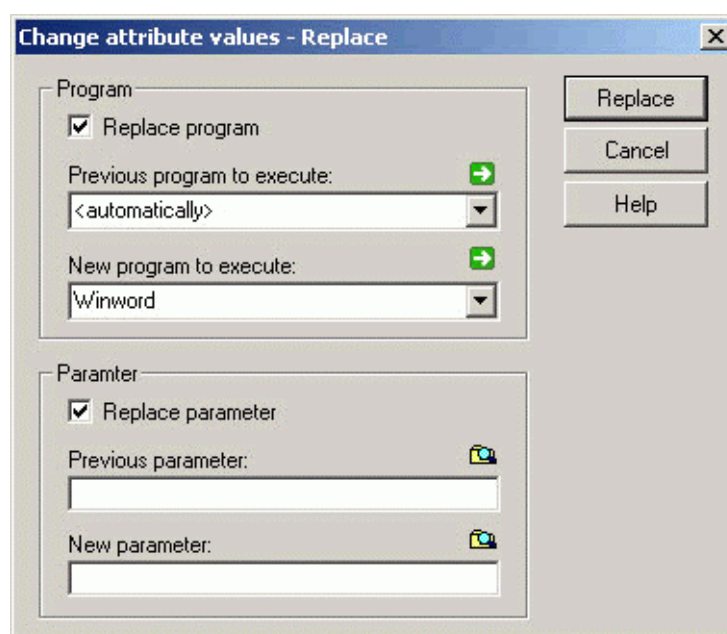 Change attribute values - Replace
Program
Replace program
Previous program to execute:
<automatically>
New program to execute:
Winword
Paramter
Replace parameter
Previous parameter:
New parameter:
Replace
Cancel
Help